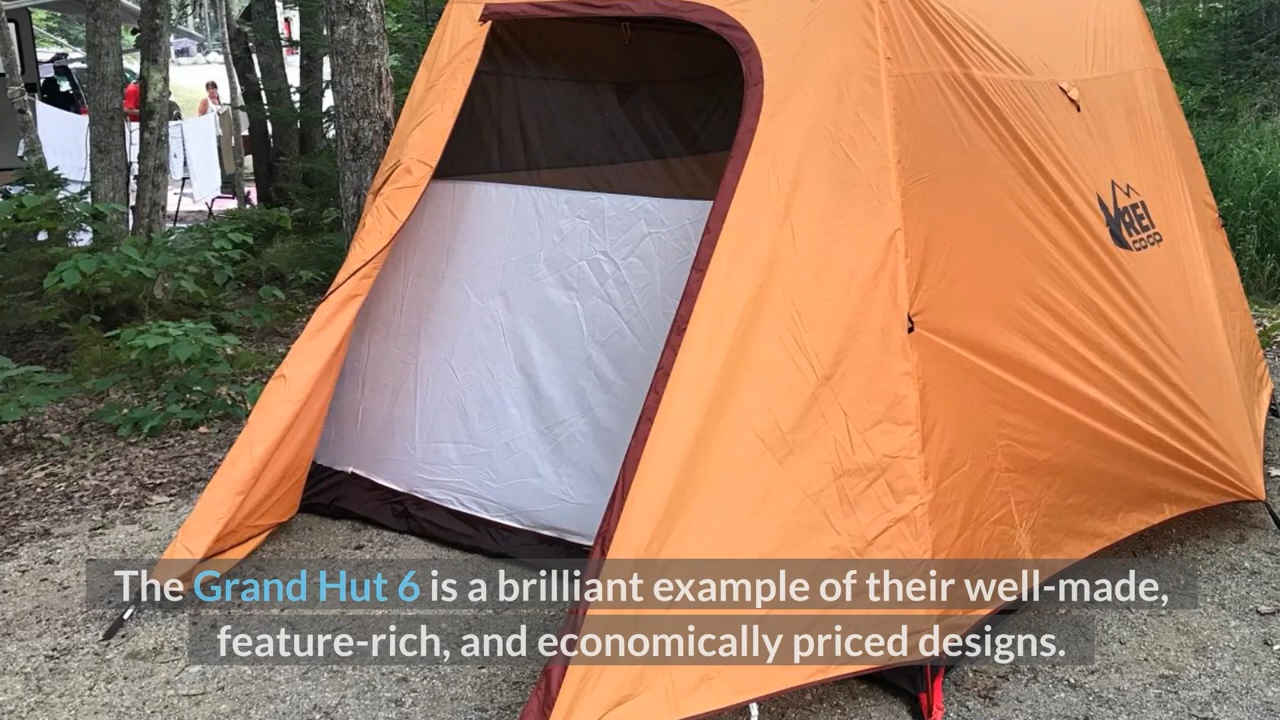 REI
co·op
The Grand Hut 6 is a brilliant example of their well-made,
feature-rich, and economically priced designs.